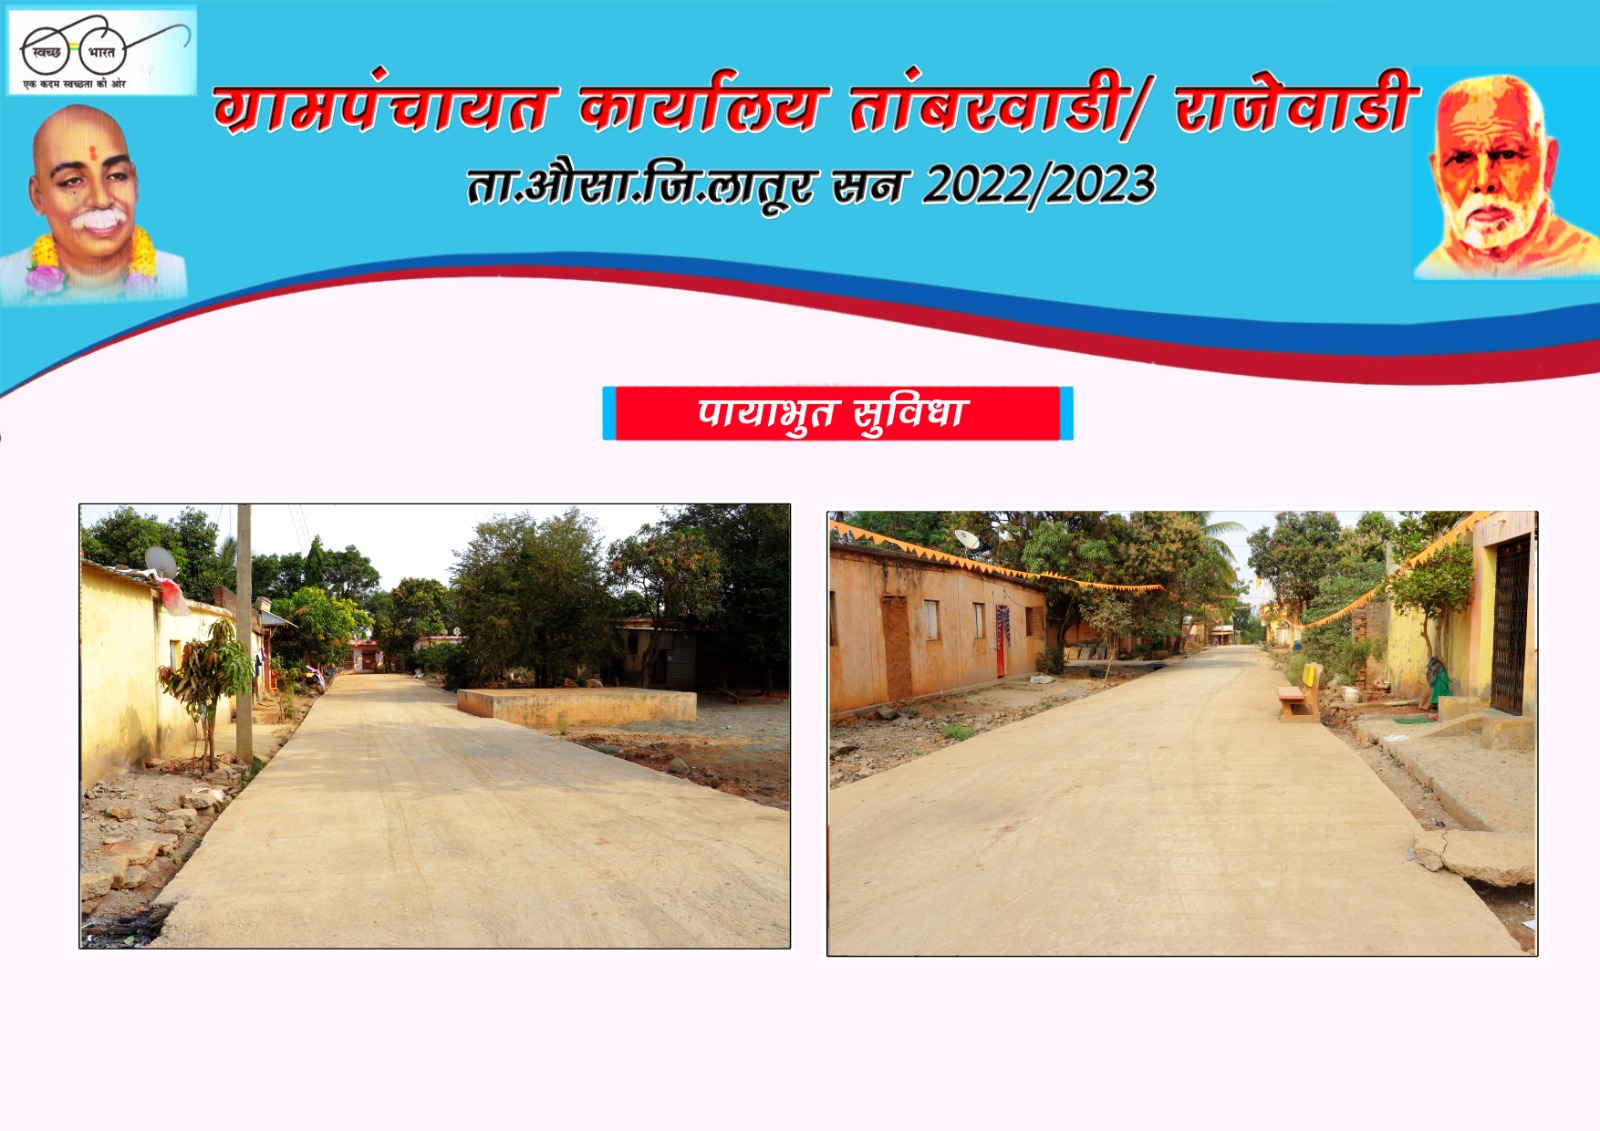 स्वच्छ भारत
एक कदम स्वच्छता की ओर
ग्रामपंचायत कार्यालय तांबरवाडी/ राजेवाडी
ता.औसा.जि.लातूर सन 2022/2023
पायाभुत सुविधा